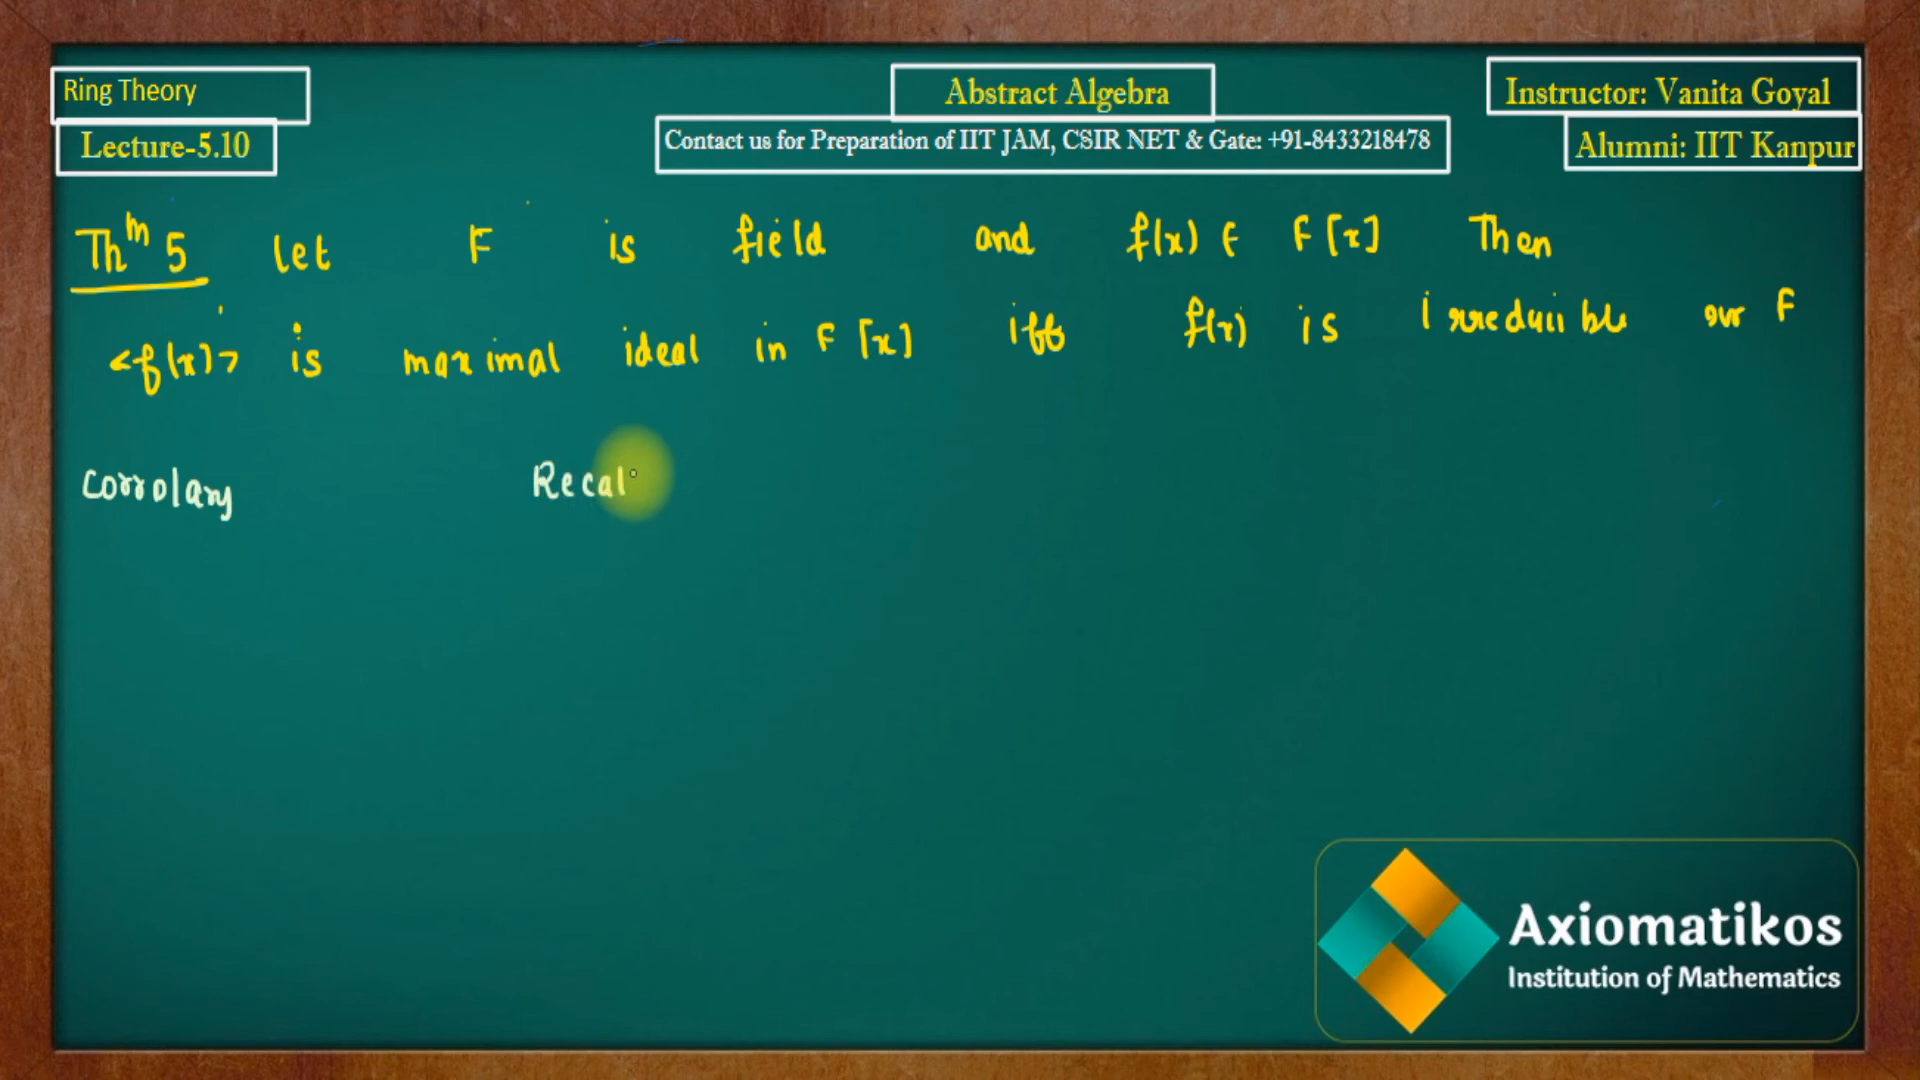 Ring Theory
Abstract Algebra
Instructor: Vanita Goyal
Lecture-5.10
Contact us for Preparation of IIT JAM, CSIR NET & Gate: +91-8433218478
Alumni: IIT Kanpur
Thm 5 let F is field and f(x) ∈ F[x] Then
<f(x)> is maximal ideal in F[x] iff f(x) is irreducible over F
Corrolary Recal
Axiomatikos
Institution of Mathematics